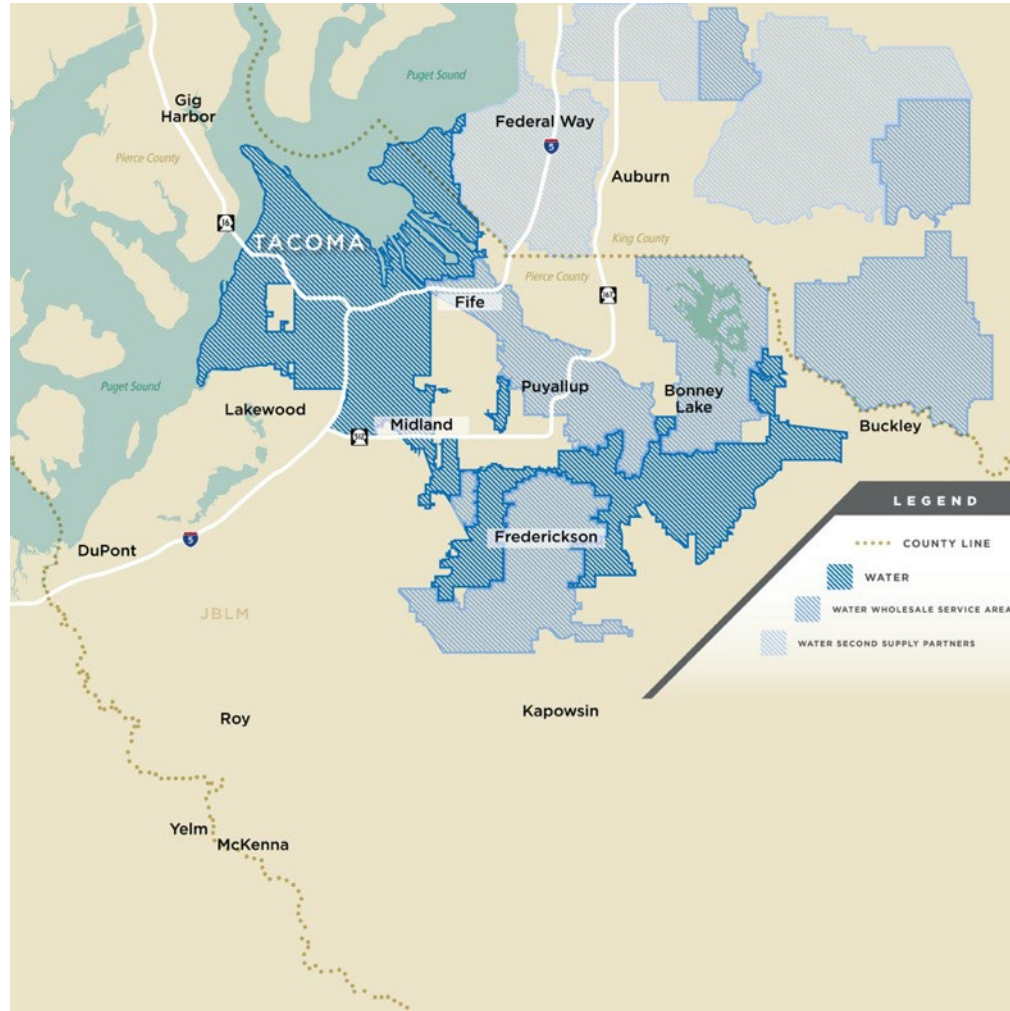 Puget Sound
Gig
Harbor
Federal Way
5
Pierce County
Auburn
16
TACOMA
King County
Pierce County
167
Fife
Puget Sound
Puyallup
Bonney
Lake
Lakewood
Midland
512
Buckley
LEGEND
Frederickson
5
DuPont
COUNTY LINE
WATER
WATER WHOLESALE SERVICE AREA
JBLM
WATER SECOND SUPPLY PARTNERS
Roy
Kapowsin
Yelm
McKenna